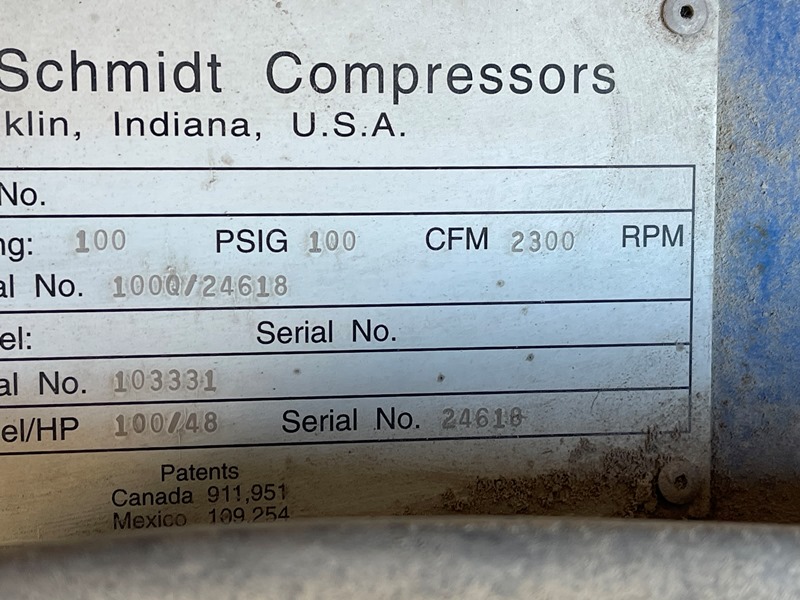 Schmidt Compressors
klin, Indiana, U.S.A.
No.
ng: 100 PSIG 100 CFM 2300 RPM
al No. 100Q/24618
el: Serial No.
al No. 103331
el/HP 100/48 Serial No. 24618
Patents
Canada 911,951
Mexico 109,254